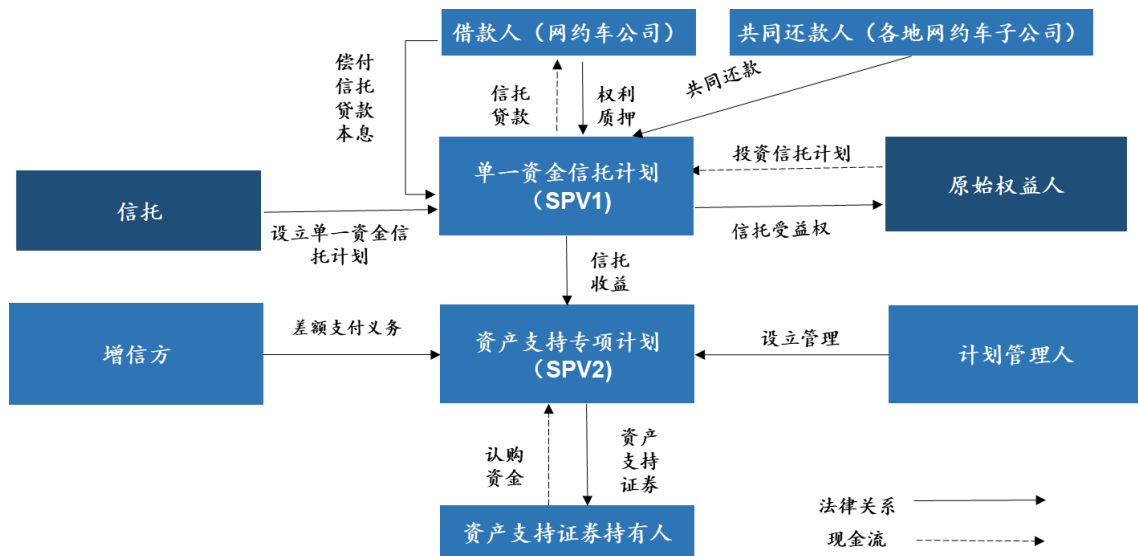 借款人（网约车公司）
共同还款人（各地网约车子公司）
偿付
信托
贷款
本息
信托
贷款
权利
质押
共同还款
单一资金信托计划
（SPV1)
投资信托计划
原始权益人
信托
设立单一资金信
托计划
信托受益权
信托
收益
增信方
差额支付义务
资产支持专项计划
（SPV2)
设立管理
计划管理人
认购
资金
资产
支持
证券
资产支持证券持有人
法律关系
现金流